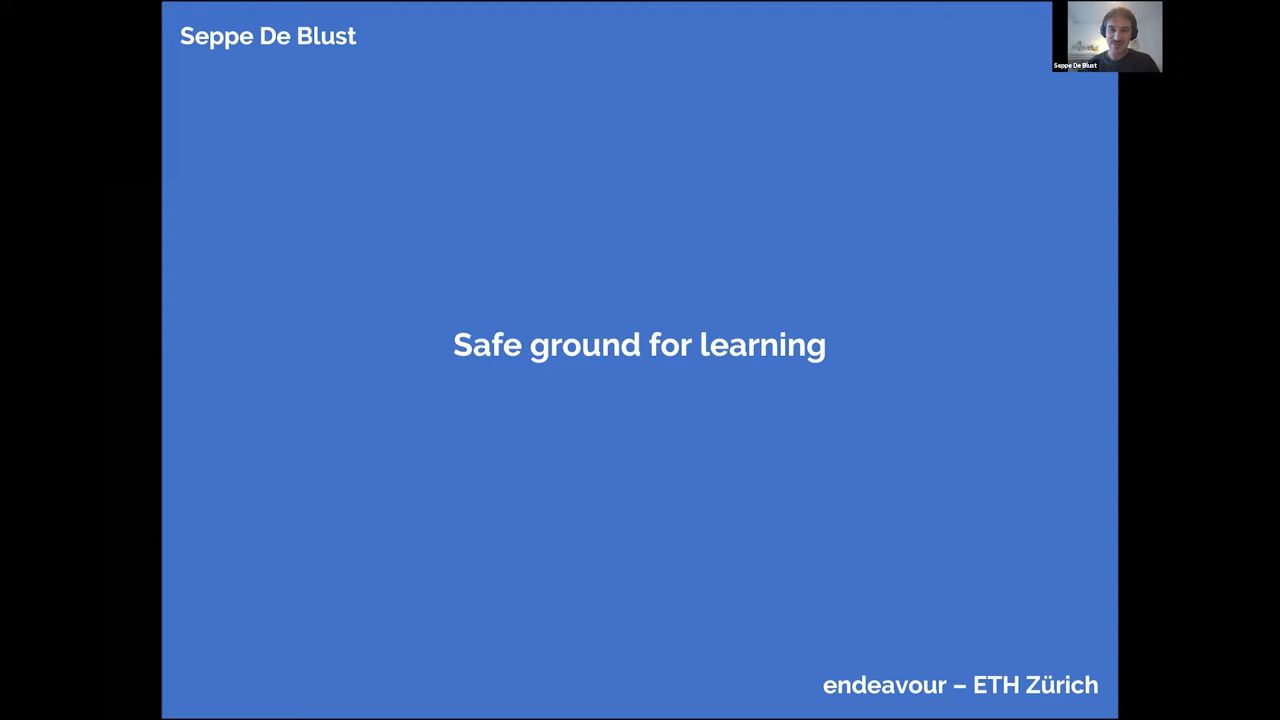 Seppe De Blust
Seppe De Blust
Safe ground for learning
endeavour – ETH Zürich